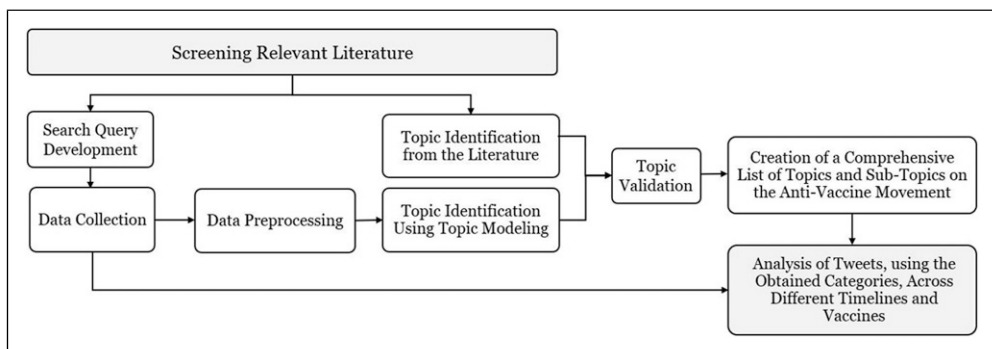 Screening Relevant Literature
Search Query
Development
Topic Identification
from the Literature
Topic
Validation
Creation of a Comprehensive
List of Topics and Sub-Topics on
the Anti-Vaccine Movement
Data Collection
Data Preprocessing
Topic Identification
Using Topic Modeling
Analysis of Tweets, using the
Obtained Categories, Across
Different Timelines and
Vaccines